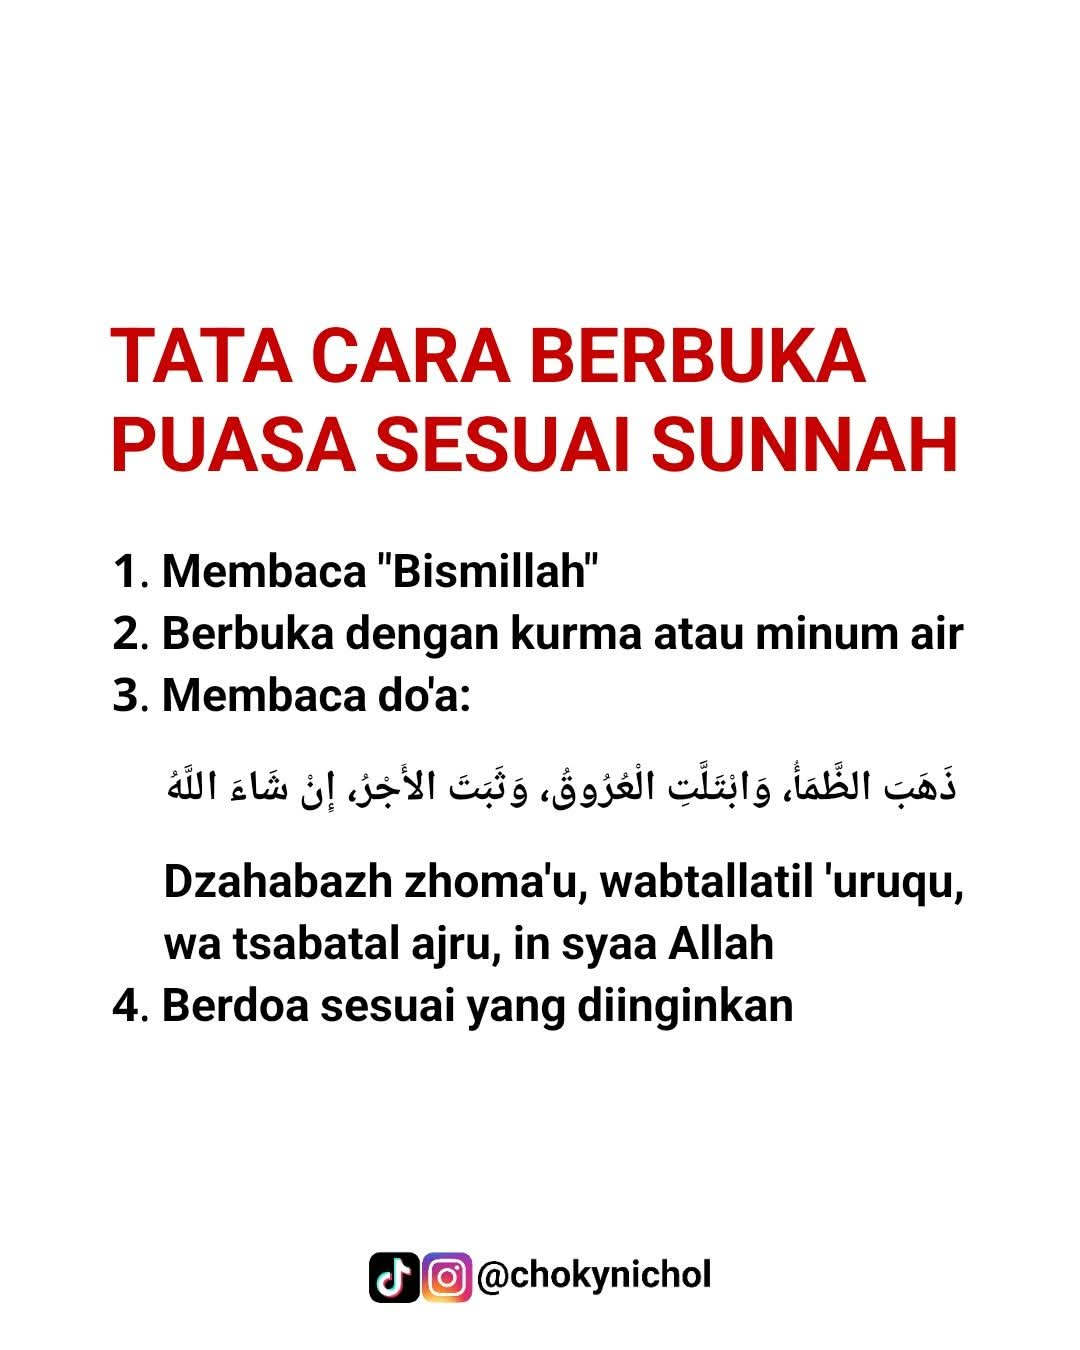 TATA CARA BERBUKA
PUASA SESUAI SUNNAH
1. Membaca "Bismillah"
2. Berbuka dengan kurma atau minum air
3. Membaca do'a:
ذَهَبَ الظَّمَأُ، وَابْتَلَّتِ الْعُرُوقُ، وَثَبَتَ الأَجْرُ، إِنْ شَاءَ اللَّهُ
Dzahabazh zhoma'u, wabtallatil 'uruqu,
wa tsabatal ajru, in syaa Allah
4. Berdoa sesuai yang diinginkan
@chokynichol